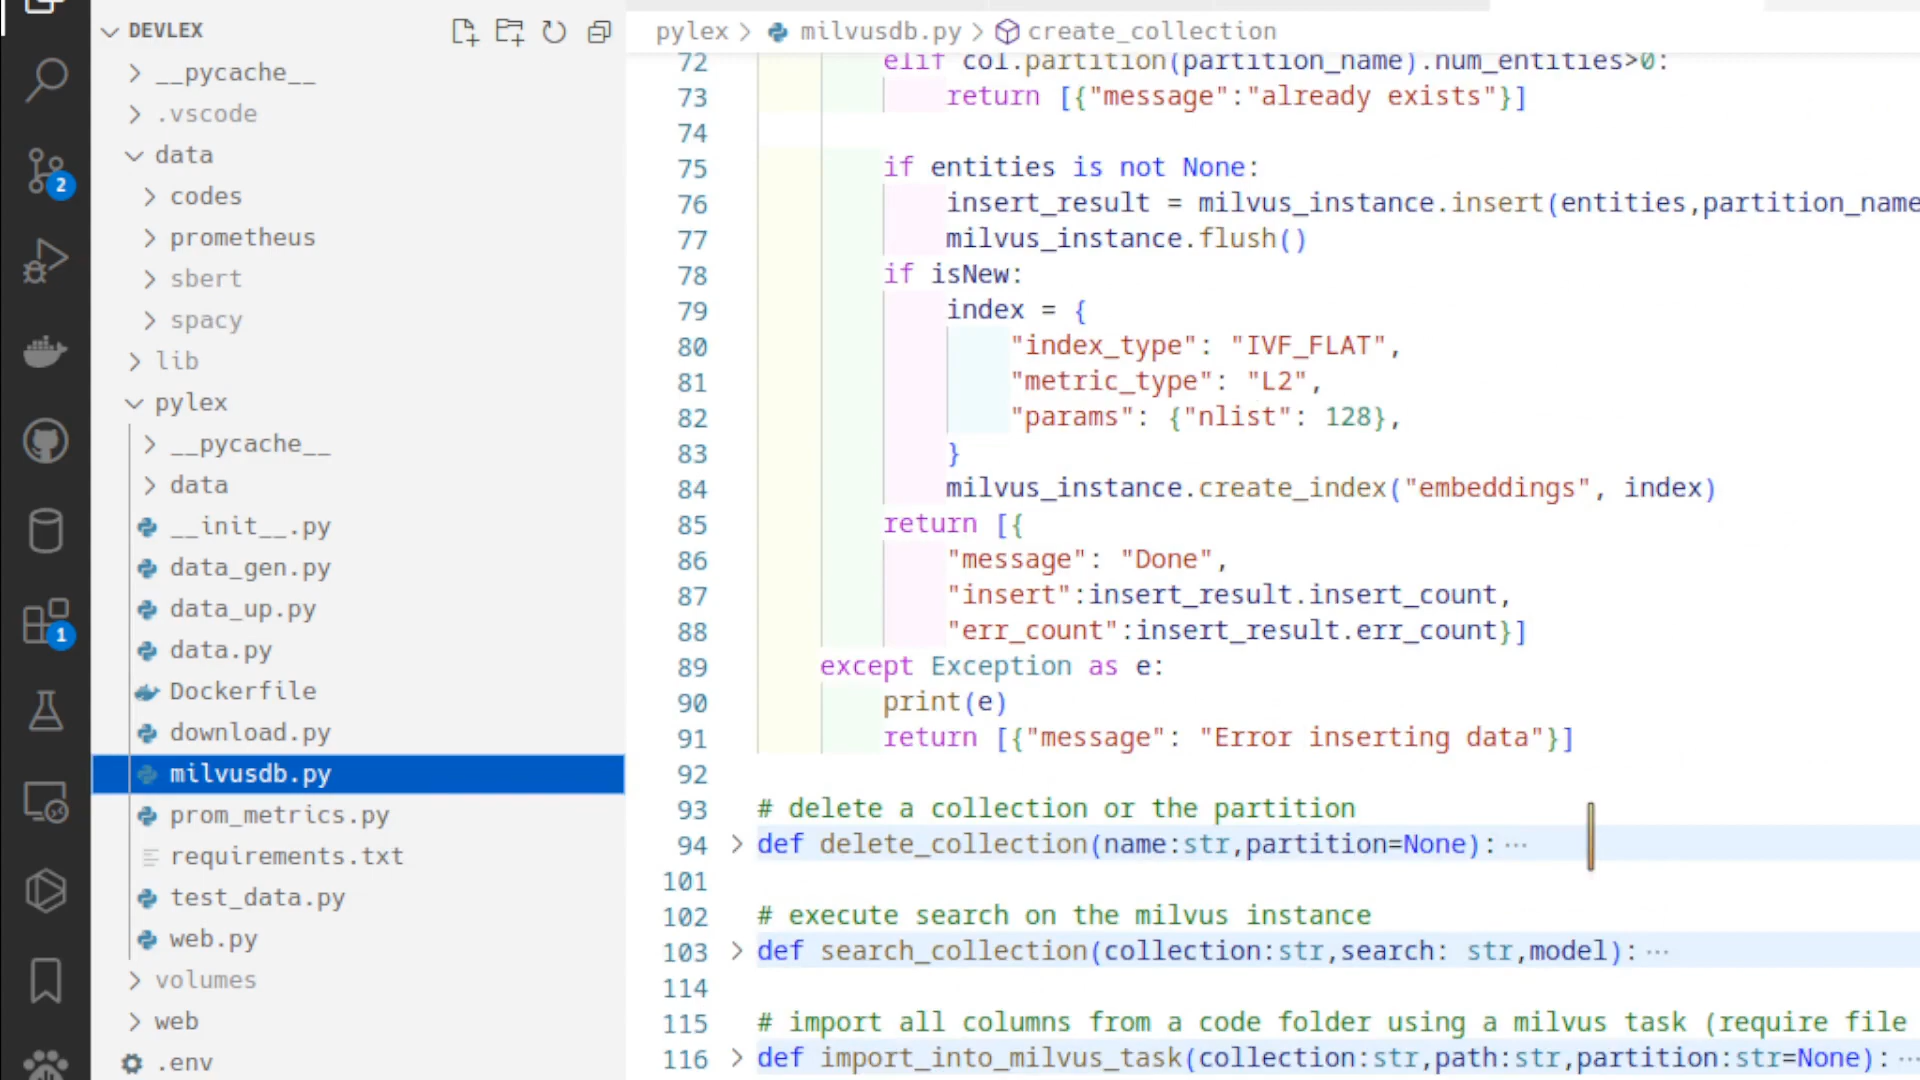 DEVLEX
__pycache__
.vscode
data
codes
prometheus
sbert
spacy
lib
pylex
__pycache__
data
__init__.py
data_gen.py
data_up.py
data.py
Dockerfile
download.py
milvusdb.py
prom_metrics.py
requirements.txt
test_data.py
web.py
volumes
web
.env
2
1
pylex > milvusdb.py > create_collection
72 elif col.partition(partition_name).num_entities>0:
73 return [{"message":"already exists"}]
74
75 if entities is not None:
76 insert_result = milvus_instance.insert(entities,partition_name
77 milvus_instance.flush()
78 if isNew:
79 index = {
80 "index_type": "IVF_FLAT",
81 "metric_type": "L2",
82 "params": {"nlist": 128},
83 }
84 milvus_instance.create_index("embeddings", index)
85 return [{
86 "message": "Done",
87 "insert":insert_result.insert_count,
88 "err_count":insert_result.err_count}]
89 except Exception as e:
90 print(e)
91 return [{"message": "Error inserting data"}]
92
93 # delete a collection or the partition
94 def delete_collection(name:str,partition=None):···
101
102 # execute search on the milvus instance
103 def search_collection(collection:str,search: str,model):···
114
115 # import all columns from a code folder using a milvus task (require file
116 def import_into_milvus_task(collection:str,path:str,partition:str=None):···